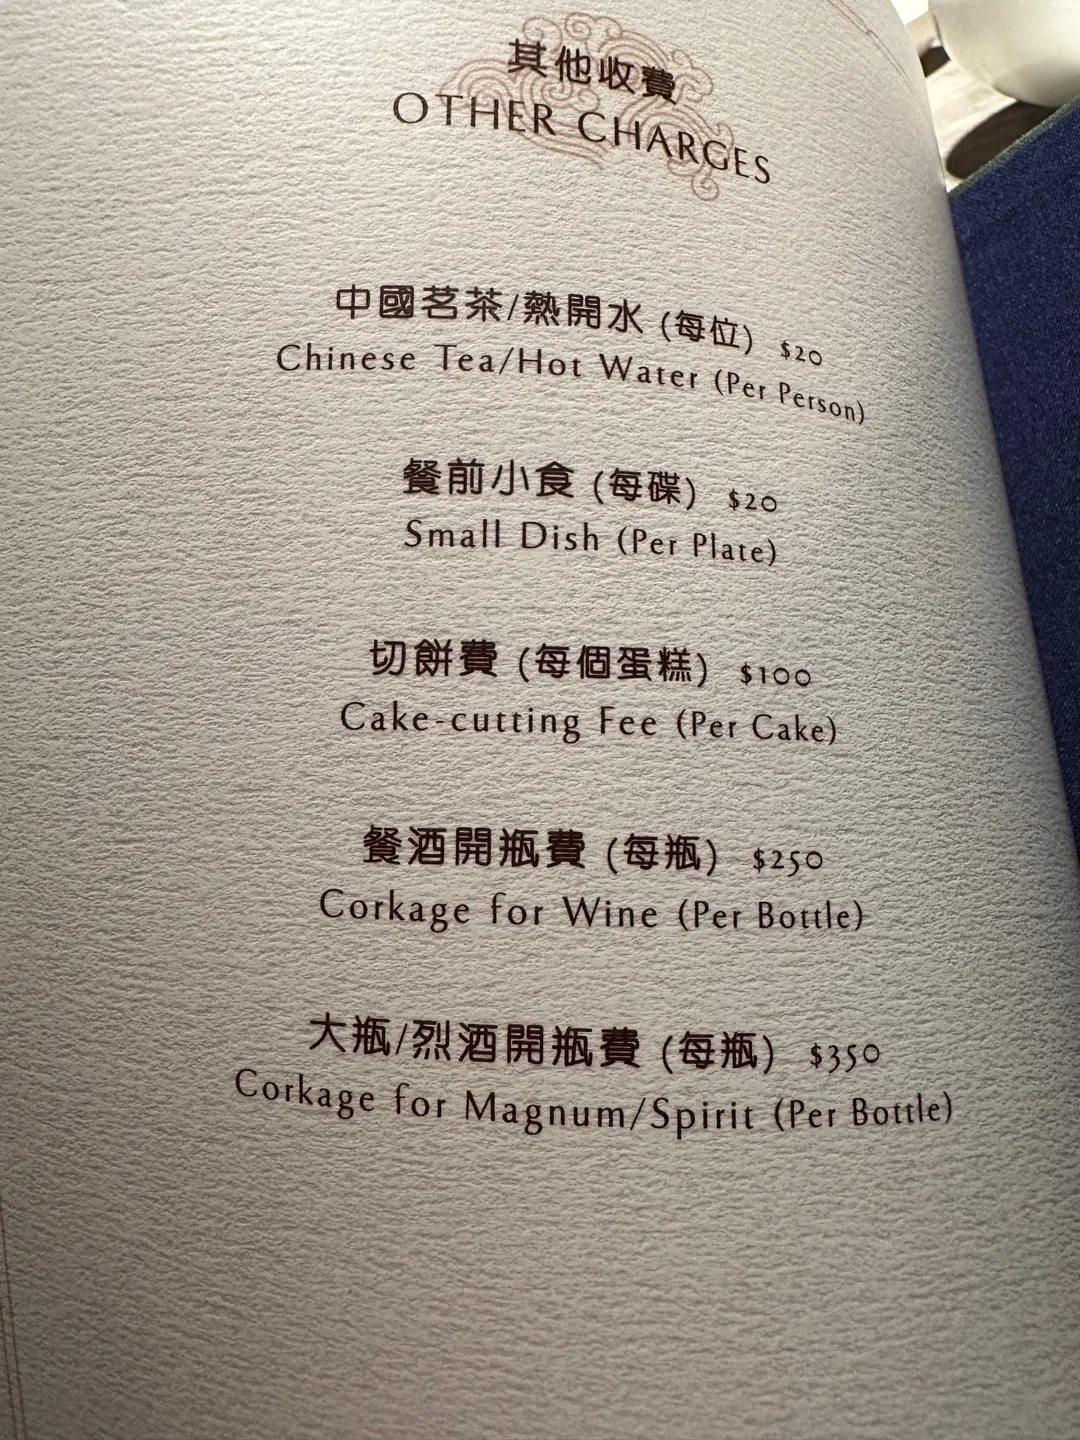 其他收費
OTHER CHARGES
中國茗茶/熱開水 (每位) $20
Chinese Tea/Hot Water (Per Person)
餐前小食 (每碟) $20
Small Dish (Per Plate)
切餅費 (每個蛋糕) $100
Cake-cutting Fee (Per Cake)
餐酒開瓶費 (每瓶) $250
Corkage for Wine (Per Bottle)
大瓶/烈酒開瓶費 (每瓶) $350
Corkage for Magnum/Spirit (Per Bottle)